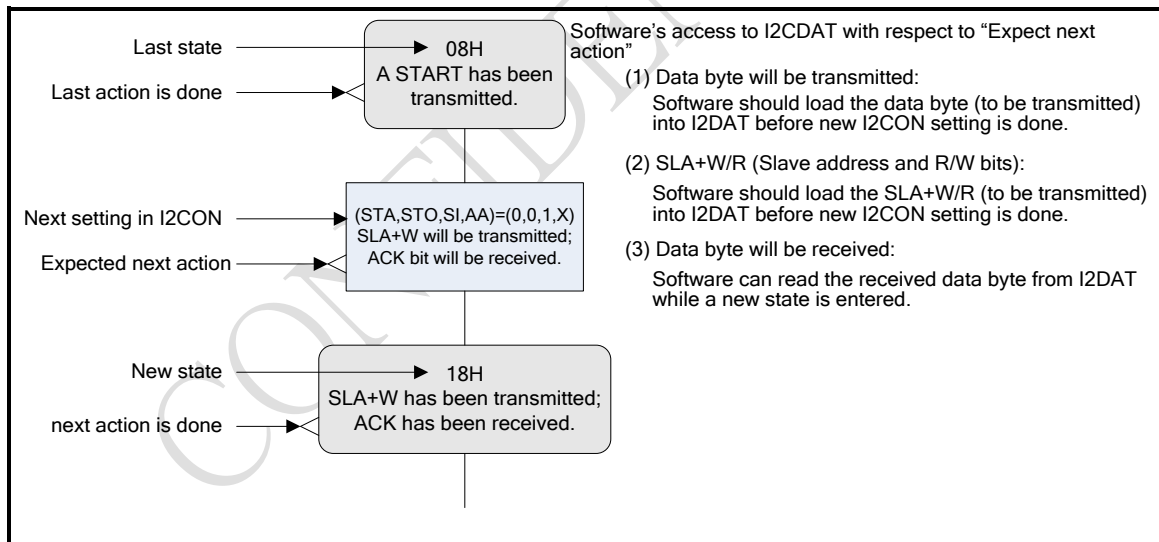 Last state
Last action is done
08H
A START has been
transmitted.
Next setting in I2CON
Expected next action
(STA,STO,SI,AA)=(0,0,1,X)
SLA+W will be transmitted;
ACK bit will be received.
New state
next action is done
18H
SLA+W has been transmitted;
ACK has been received.
Software’s access to I2CDAT with respect to “Expect next
action”
(1) Data byte will be transmitted:
Software should load the data byte (to be transmitted)
into I2DAT before new I2CON setting is done.
(2) SLA+W/R (Slave address and R/W bits):
Software should load the SLA+W/R (to be transmitted)
into I2DAT before new I2CON setting is done.
(3) Data byte will be received:
Software can read the received data byte from I2DAT
while a new state is entered.